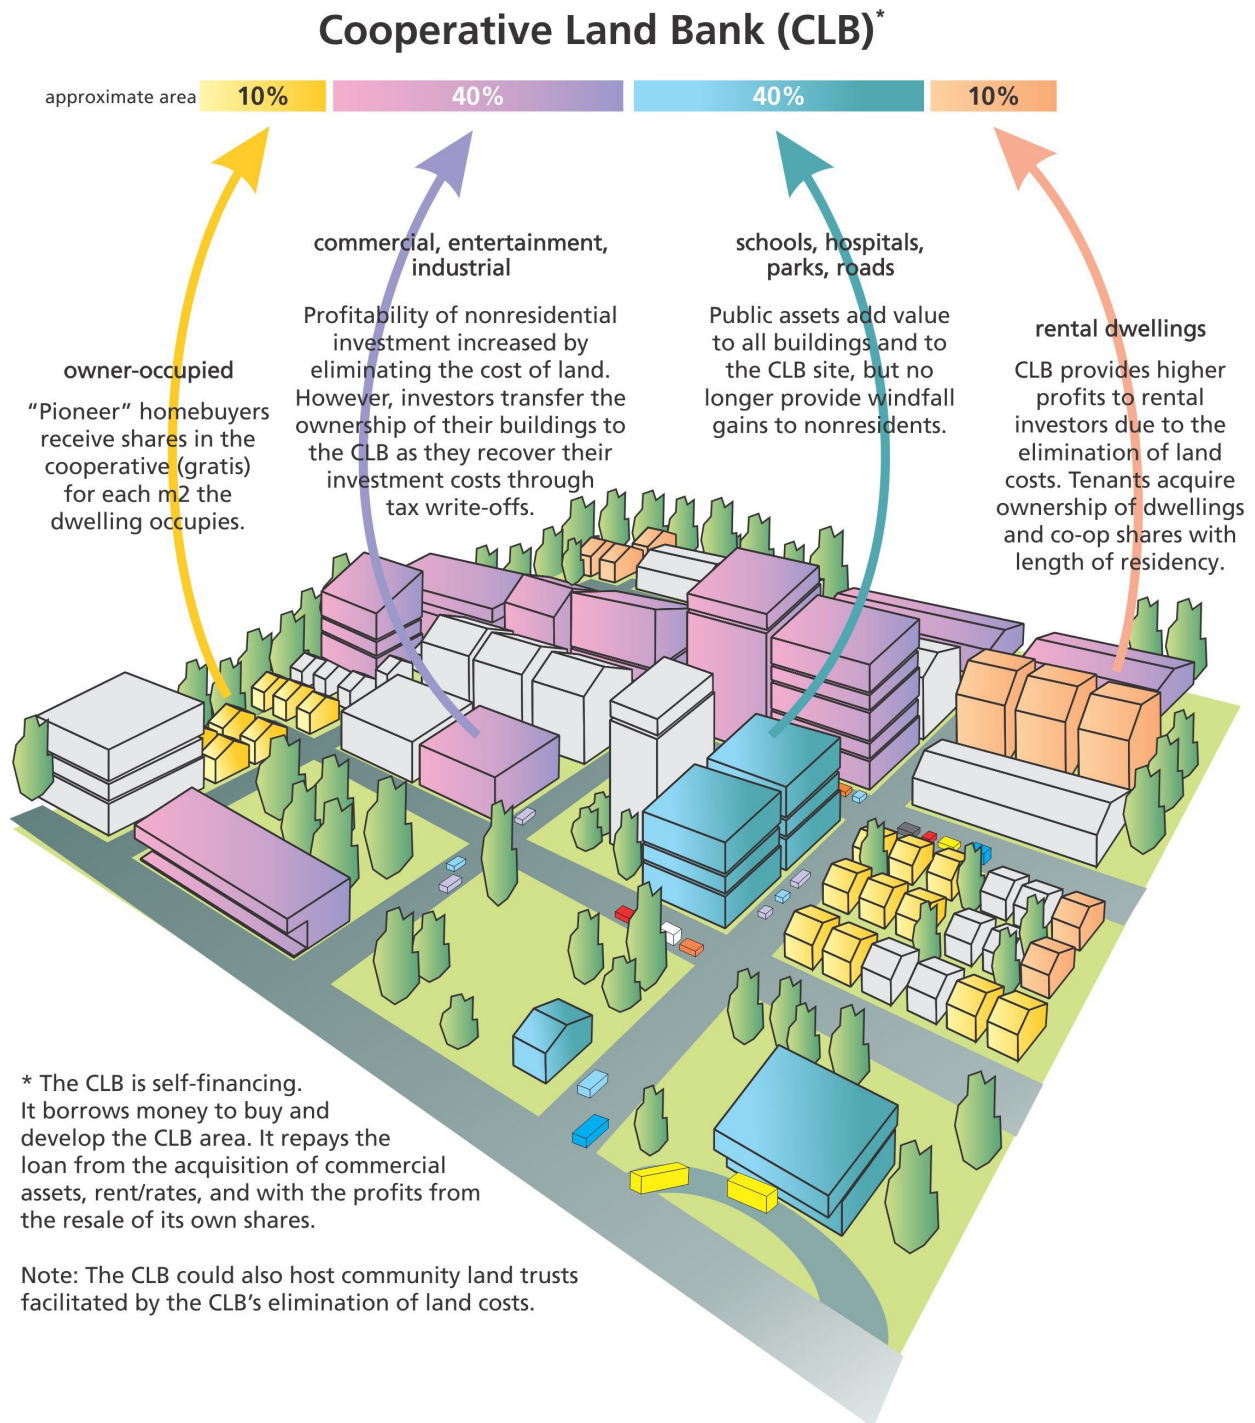 Cooperative Land Bank (CLB)*
approximate area 10% 40% 40% 10%
owner-occupied
“Pioneer” homebuyers
receive shares in the
cooperative (gratis)
for each m2 the
dwelling occupies.
commercial, entertainment,
industrial
Profitability of nonresidential
investment increased by
eliminating the cost of land.
However, investors transfer the
ownership of their buildings to
the CLB as they recover their
investment costs through
tax write-offs.
schools, hospitals,
parks, roads
Public assets add value
to all buildings and to
the CLB site, but no
longer provide windfall
gains to nonresidents.
rental dwellings
CLB provides higher
profits to rental
investors due to the
elimination of land
costs. Tenants acquire
ownership of dwellings
and co-op shares with
length of residency.
* The CLB is self-financing.
It borrows money to buy and
develop the CLB area. It repays the
loan from the acquisition of commercial
assets, rent/rates, and with the profits from
the resale of its own shares.
Note: The CLB could also host community land trusts
facilitated by the CLB’s elimination of land costs.